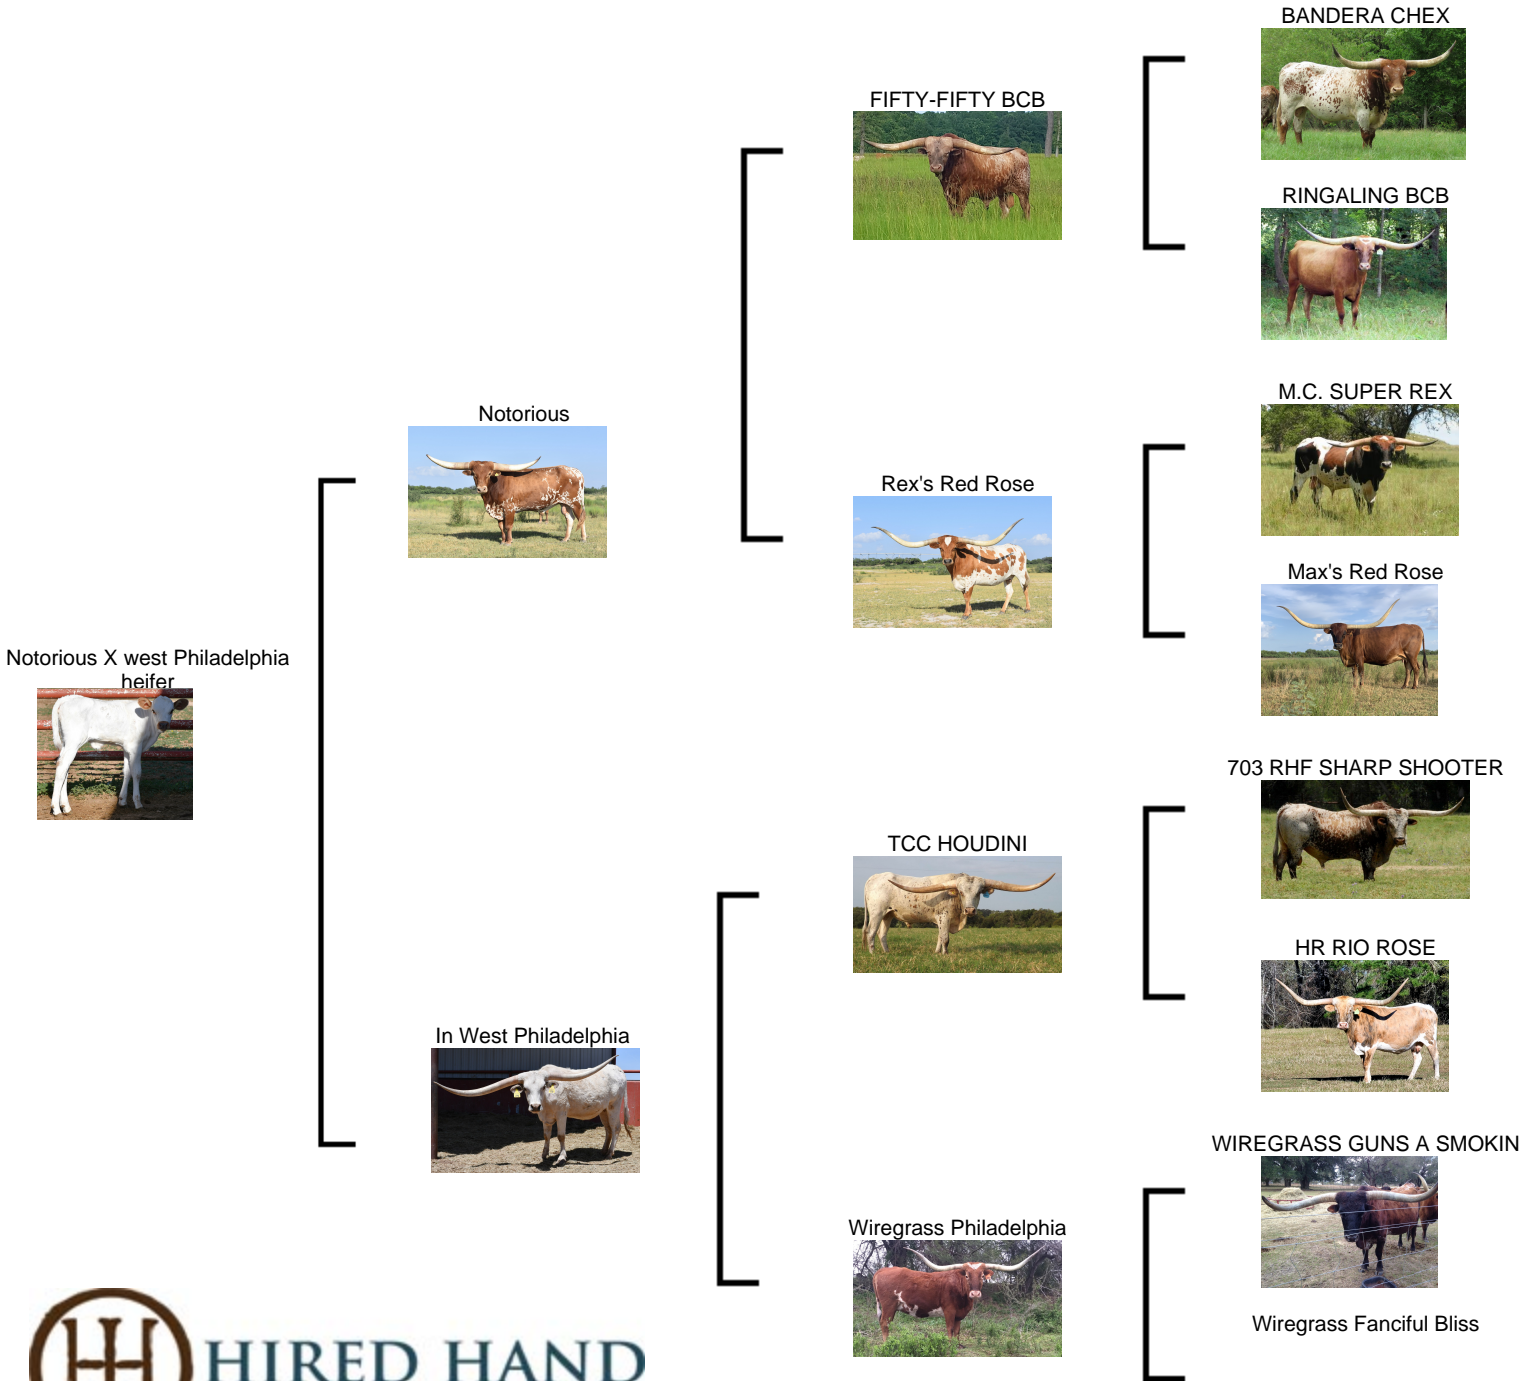 BANDERA CHEX
FIFTY-FIFTY BCB
RINGALING BCB
Notorious
M.C. SUPER REX
Rex's Red Rose
Max's Red Rose
Notorious X west Philadelphia
heifer
703 RHF SHARP SHOOTER
TCC HOUDINI
HR RIO ROSE
In West Philadelphia
WIREGRASS GUNS A SMOKIN
Wiregrass Philadelphia
Wiregrass Fanciful Bliss
HIRED HAND